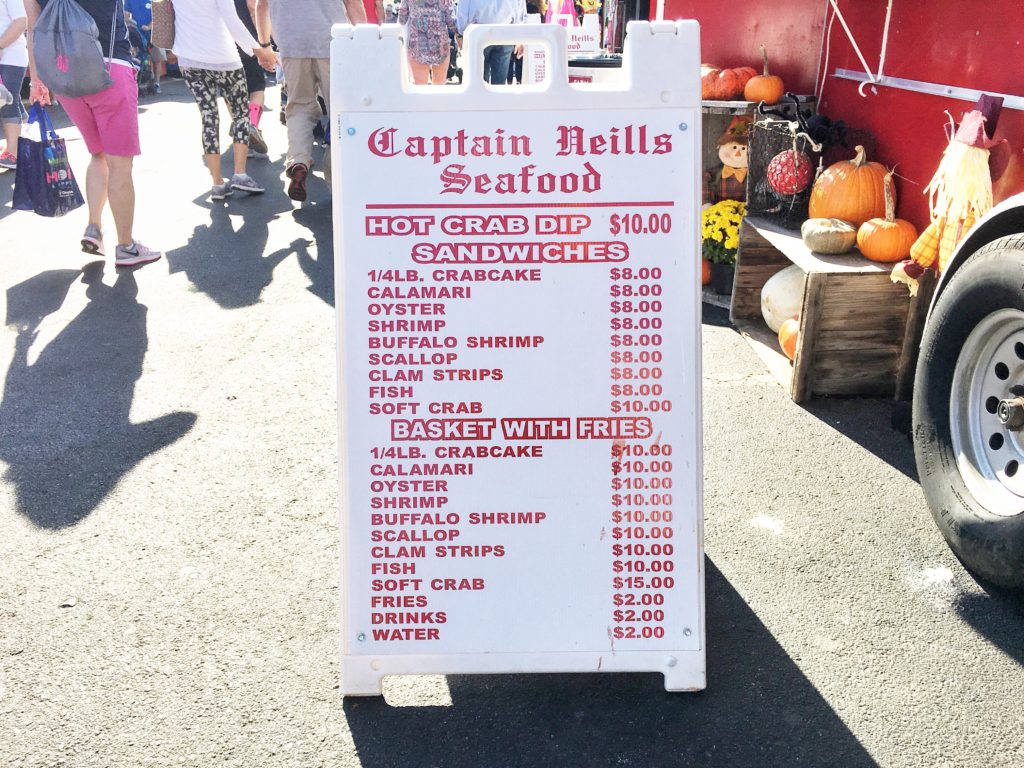 Captain Neills
Seafood
HOT CRAB DIP $10.00
SANDWICHES
1/4LB. CRABCAKE $8.00
CALAMARI $8.00
OYSTER $8.00
SHRIMP $8.00
BUFFALO SHRIMP $8.00
SCALLOP $8.00
CLAM STRIPS $8.00
FISH $8.00
SOFT CRAB $10.00
BASKET WITH FRIES
1/4LB. CRABCAKE $10.00
CALAMARI $10.00
OYSTER $10.00
SHRIMP $10.00
BUFFALO SHRIMP $10.00
SCALLOP $10.00
CLAM STRIPS $10.00
FISH $10.00
SOFT CRAB $15.00
FRIES $2.00
DRINKS $2.00
WATER $2.00
Neills
food